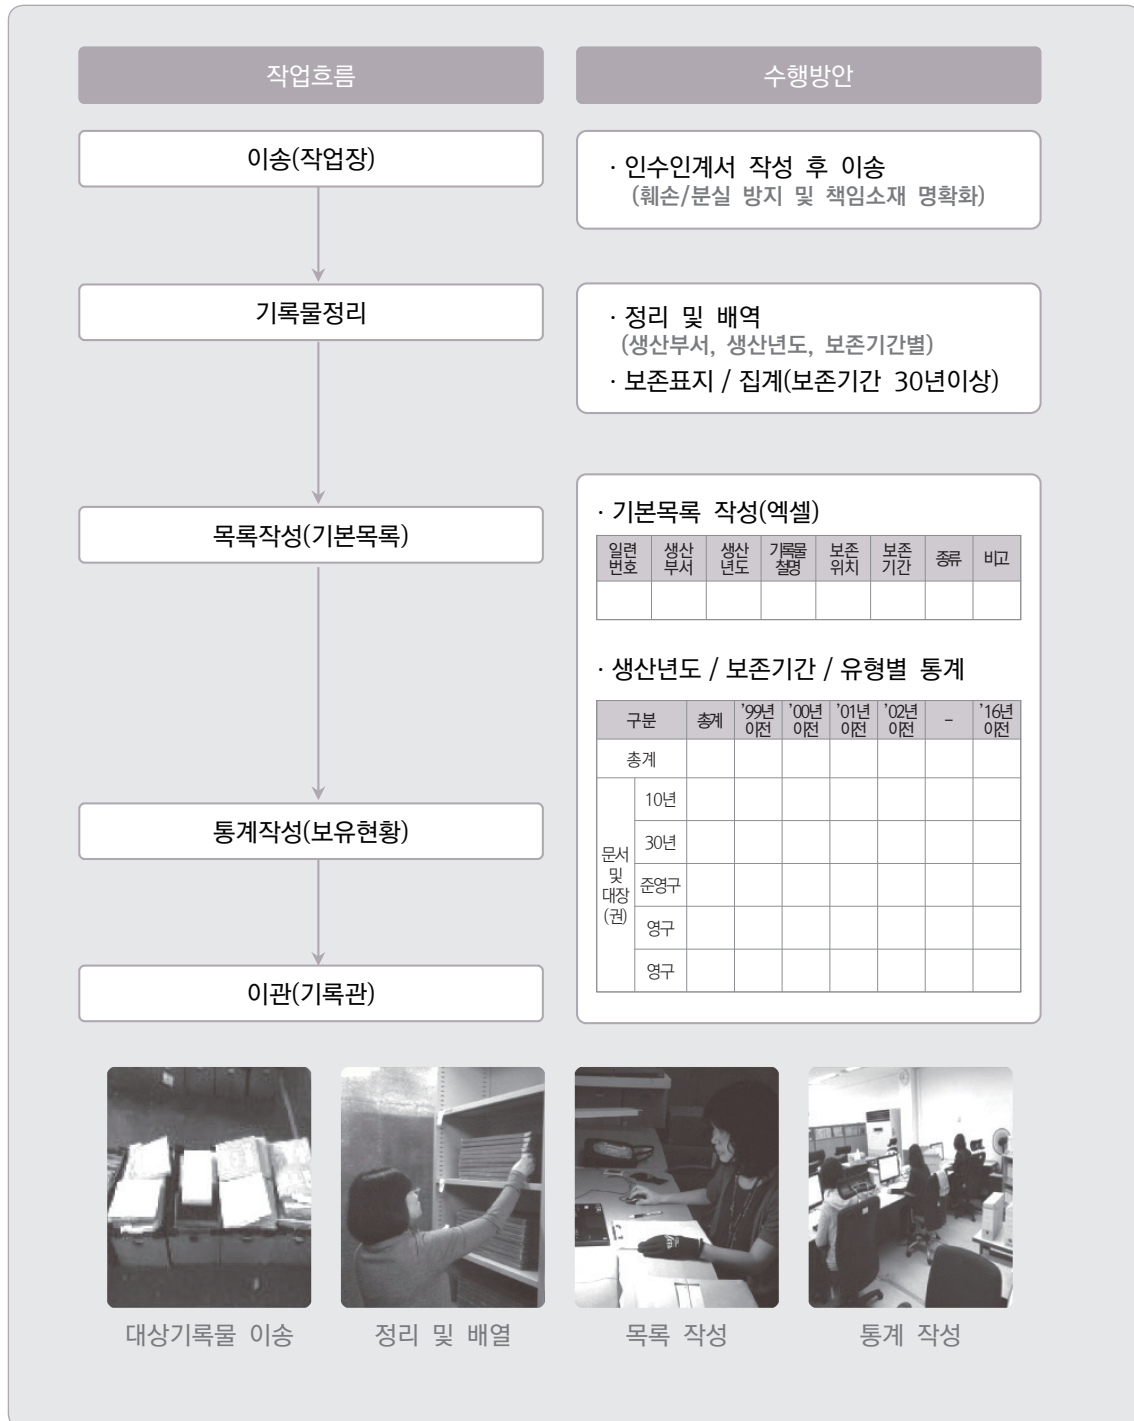 작업흐름
수행방안
이송(작업장)
· 인수인계서 작성 후 이송
(훼손/분실 방지 및 책임소재 명확화)
기록물정리
· 정리 및 배역
(생산부서, 생산년도, 보존기간별)
· 보존표지 / 집계(보존기간 30년이상)
목록작성(기본목록)
· 기본목록 작성(엑셀)
일련 번호 생산 부서 생산 년도 기록물 철명 보존 위치 보존 기간 종류 비고
· 생산년도 / 보존기간 / 유형별 통계
구분 총계 '99년 이전 '00년 이전 '01년 이전 '02년 이전 – '16년 이전
총계
문서 및 대장 (권)
10년
30년
준영구
영구
영구
통계작성(보유현황)
이관(기록관)
대상기록물 이송
정리 및 배열
목록 작성
통계 작성